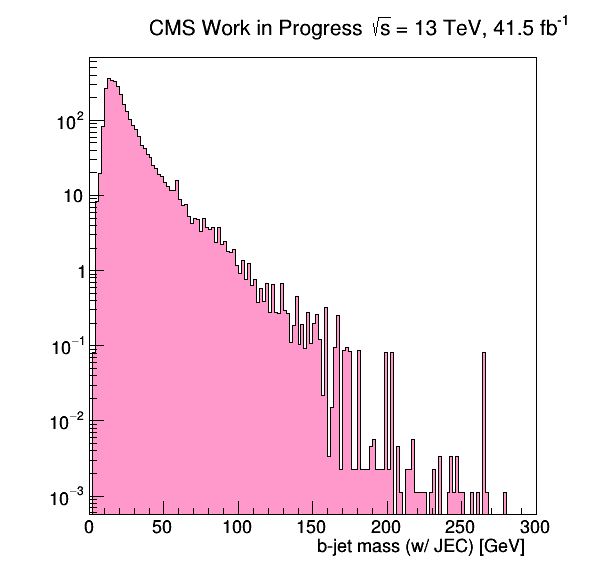 CMS Work in Progress √s = 13 TeV, 41.5 fb⁻¹
10²
10
1
10⁻¹
10⁻²
10⁻³
0 50 100 150 200 250 300
b-jet mass (w/ JEC) [GeV]